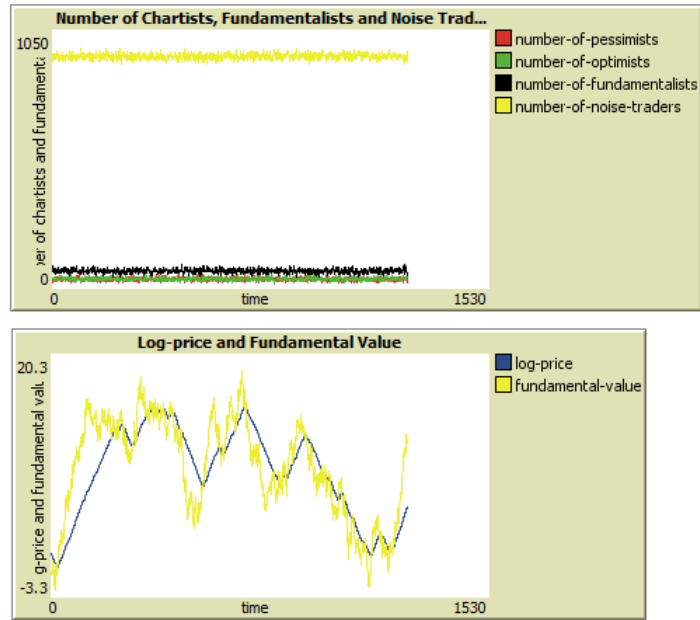 Number of Chartists, Fundamentalists and Noise Trad...
1050
er of chartists and fundamenta
0
0
time
1530
number-of-pessimists
number-of-optimists
number-of-fundamentalists
number-of-noise-traders
Log-price and Fundamental Value
20.3
g-price and fundamental valu
-3.3
0
time
1530
log-price
fundamental-value